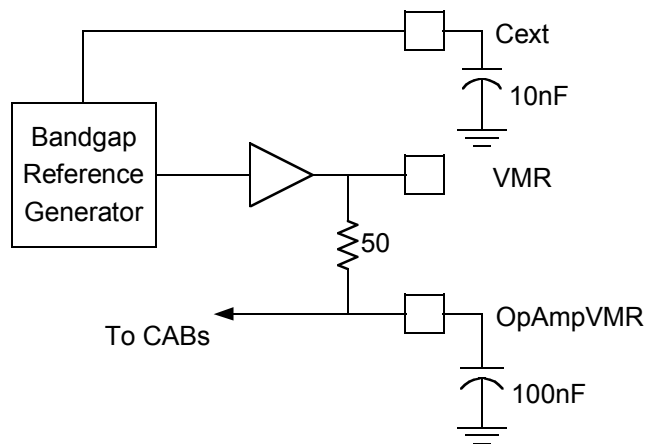 Cext
10nF
Bandgap
Reference
Generator
VMR
50
OpAmpVMR
To CABs
100nF